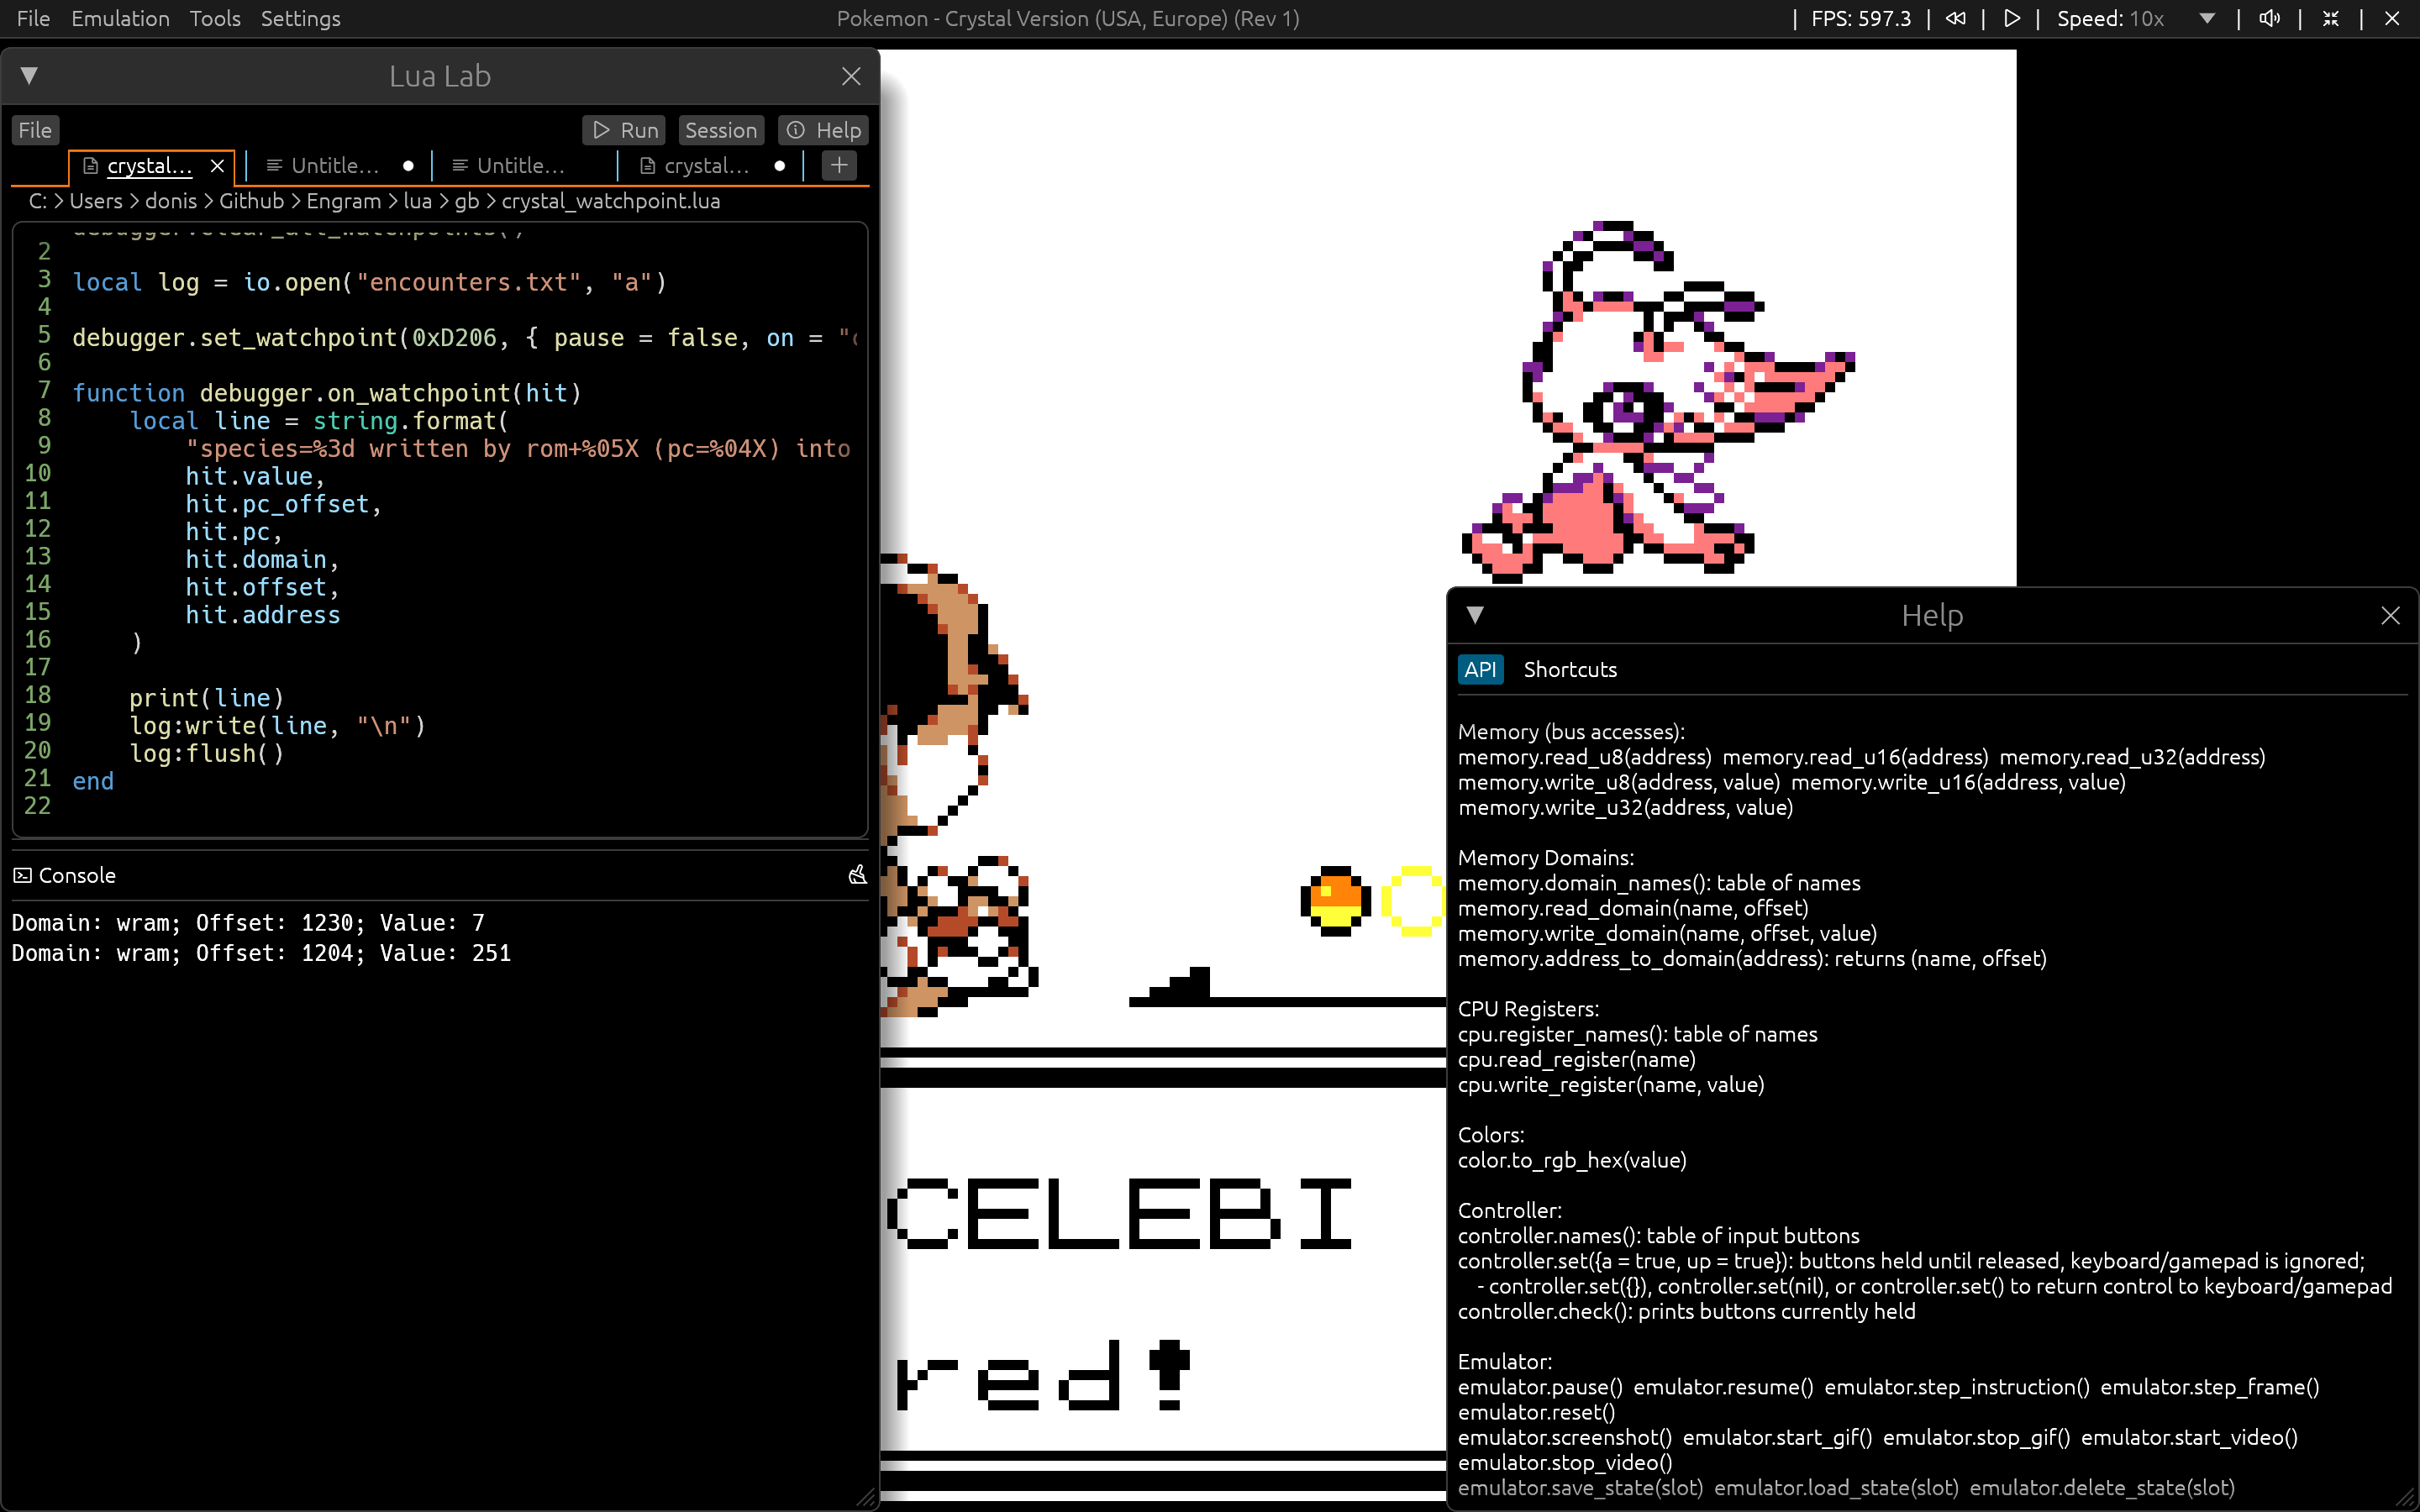 File Emulation Tools Settings Pokemon - Crystal Version (USA, Europe) (Rev 1) | FPS: 597.3 | | | Speed: 10x | | |
Lua Lab
File Run Session Help
crystal... Untitle... Untitle... crystal...
C: > Users > donis > Github > Engram > lua > gb > crystal_watchpoint.lua
2
3 local log = io.open("encounters.txt", "a")
4
5 debugger.set_watchpoint(0xD206, { pause = false, on = "
6
7 function debugger.on_watchpoint(hit)
8 local line = string.format(
9 "species=%3d written by rom+%05X (pc=%04X) into
10 hit.value,
11 hit.pc_offset,
12 hit.pc,
13 hit.domain,
14 hit.offset,
15 hit.address
16 )
17
18 print(line)
19 log:write(line, "\n")
20 log:flush()
21 end
22
Console
Domain: wram; Offset: 1230; Value: 7
Domain: wram; Offset: 1204; Value: 251
CELEBI
red!
Help
API Shortcuts
Memory (bus accesses):
memory.read_u8(address) memory.read_u16(address) memory.read_u32(address)
memory.write_u8(address, value) memory.write_u16(address, value)
memory.write_u32(address, value)
Memory Domains:
memory.domain_names(): table of names
memory.read_domain(name, offset)
memory.write_domain(name, offset, value)
memory.address_to_domain(address): returns (name, offset)
CPU Registers:
cpu.register_names(): table of names
cpu.read_register(name)
cpu.write_register(name, value)
Colors:
color.to_rgb_hex(value)
Controller:
controller.names(): table of input buttons
controller.set({a = true, up = true}): buttons held until released, keyboard/gamepad is ignored;
- controller.set({}), controller.set(nil), or controller.set() to return control to keyboard/gamepad
controller.check(): prints buttons currently held
Emulator:
emulator.pause() emulator.resume() emulator.step_instruction() emulator.step_frame()
emulator.reset()
emulator.screenshot() emulator.start_gif() emulator.stop_gif() emulator.start_video()
emulator.stop_video()
emulator.save_state(slot) emulator.load_state(slot) emulator.delete_state(slot)